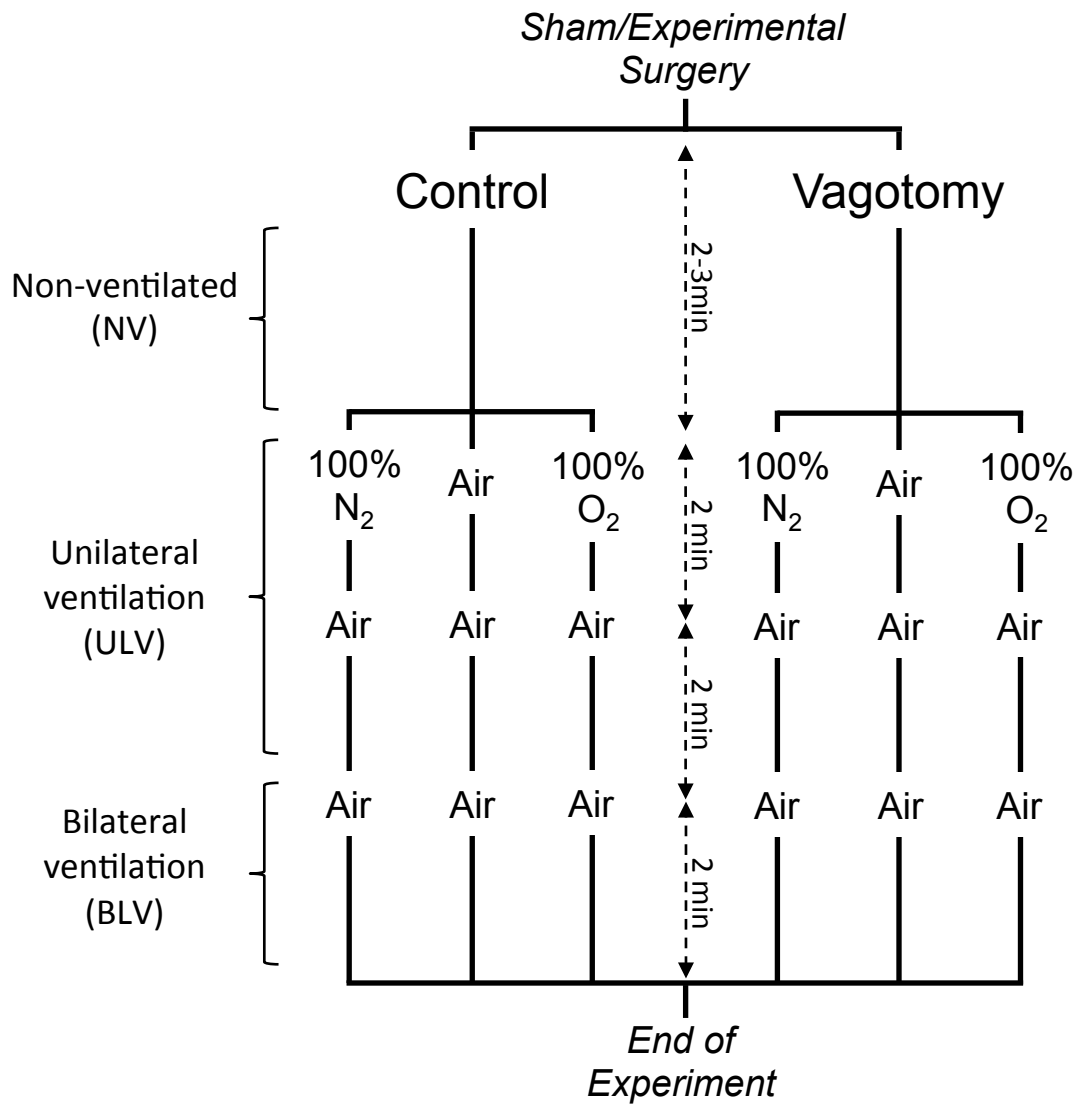 Sham/Experimental
Surgery
Control
Vagotomy
2-3min
Non-ventilated
(NV)
100%
N₂
Air
100%
O₂
100%
N₂
Air
100%
O₂
2 min
Unilateral
ventilation
(ULV)
Air
Air
Air
Air
Air
Air
2 min
Air
Air
Air
Air
Air
Air
Bilateral
ventilation
(BLV)
2 min
End of
Experiment